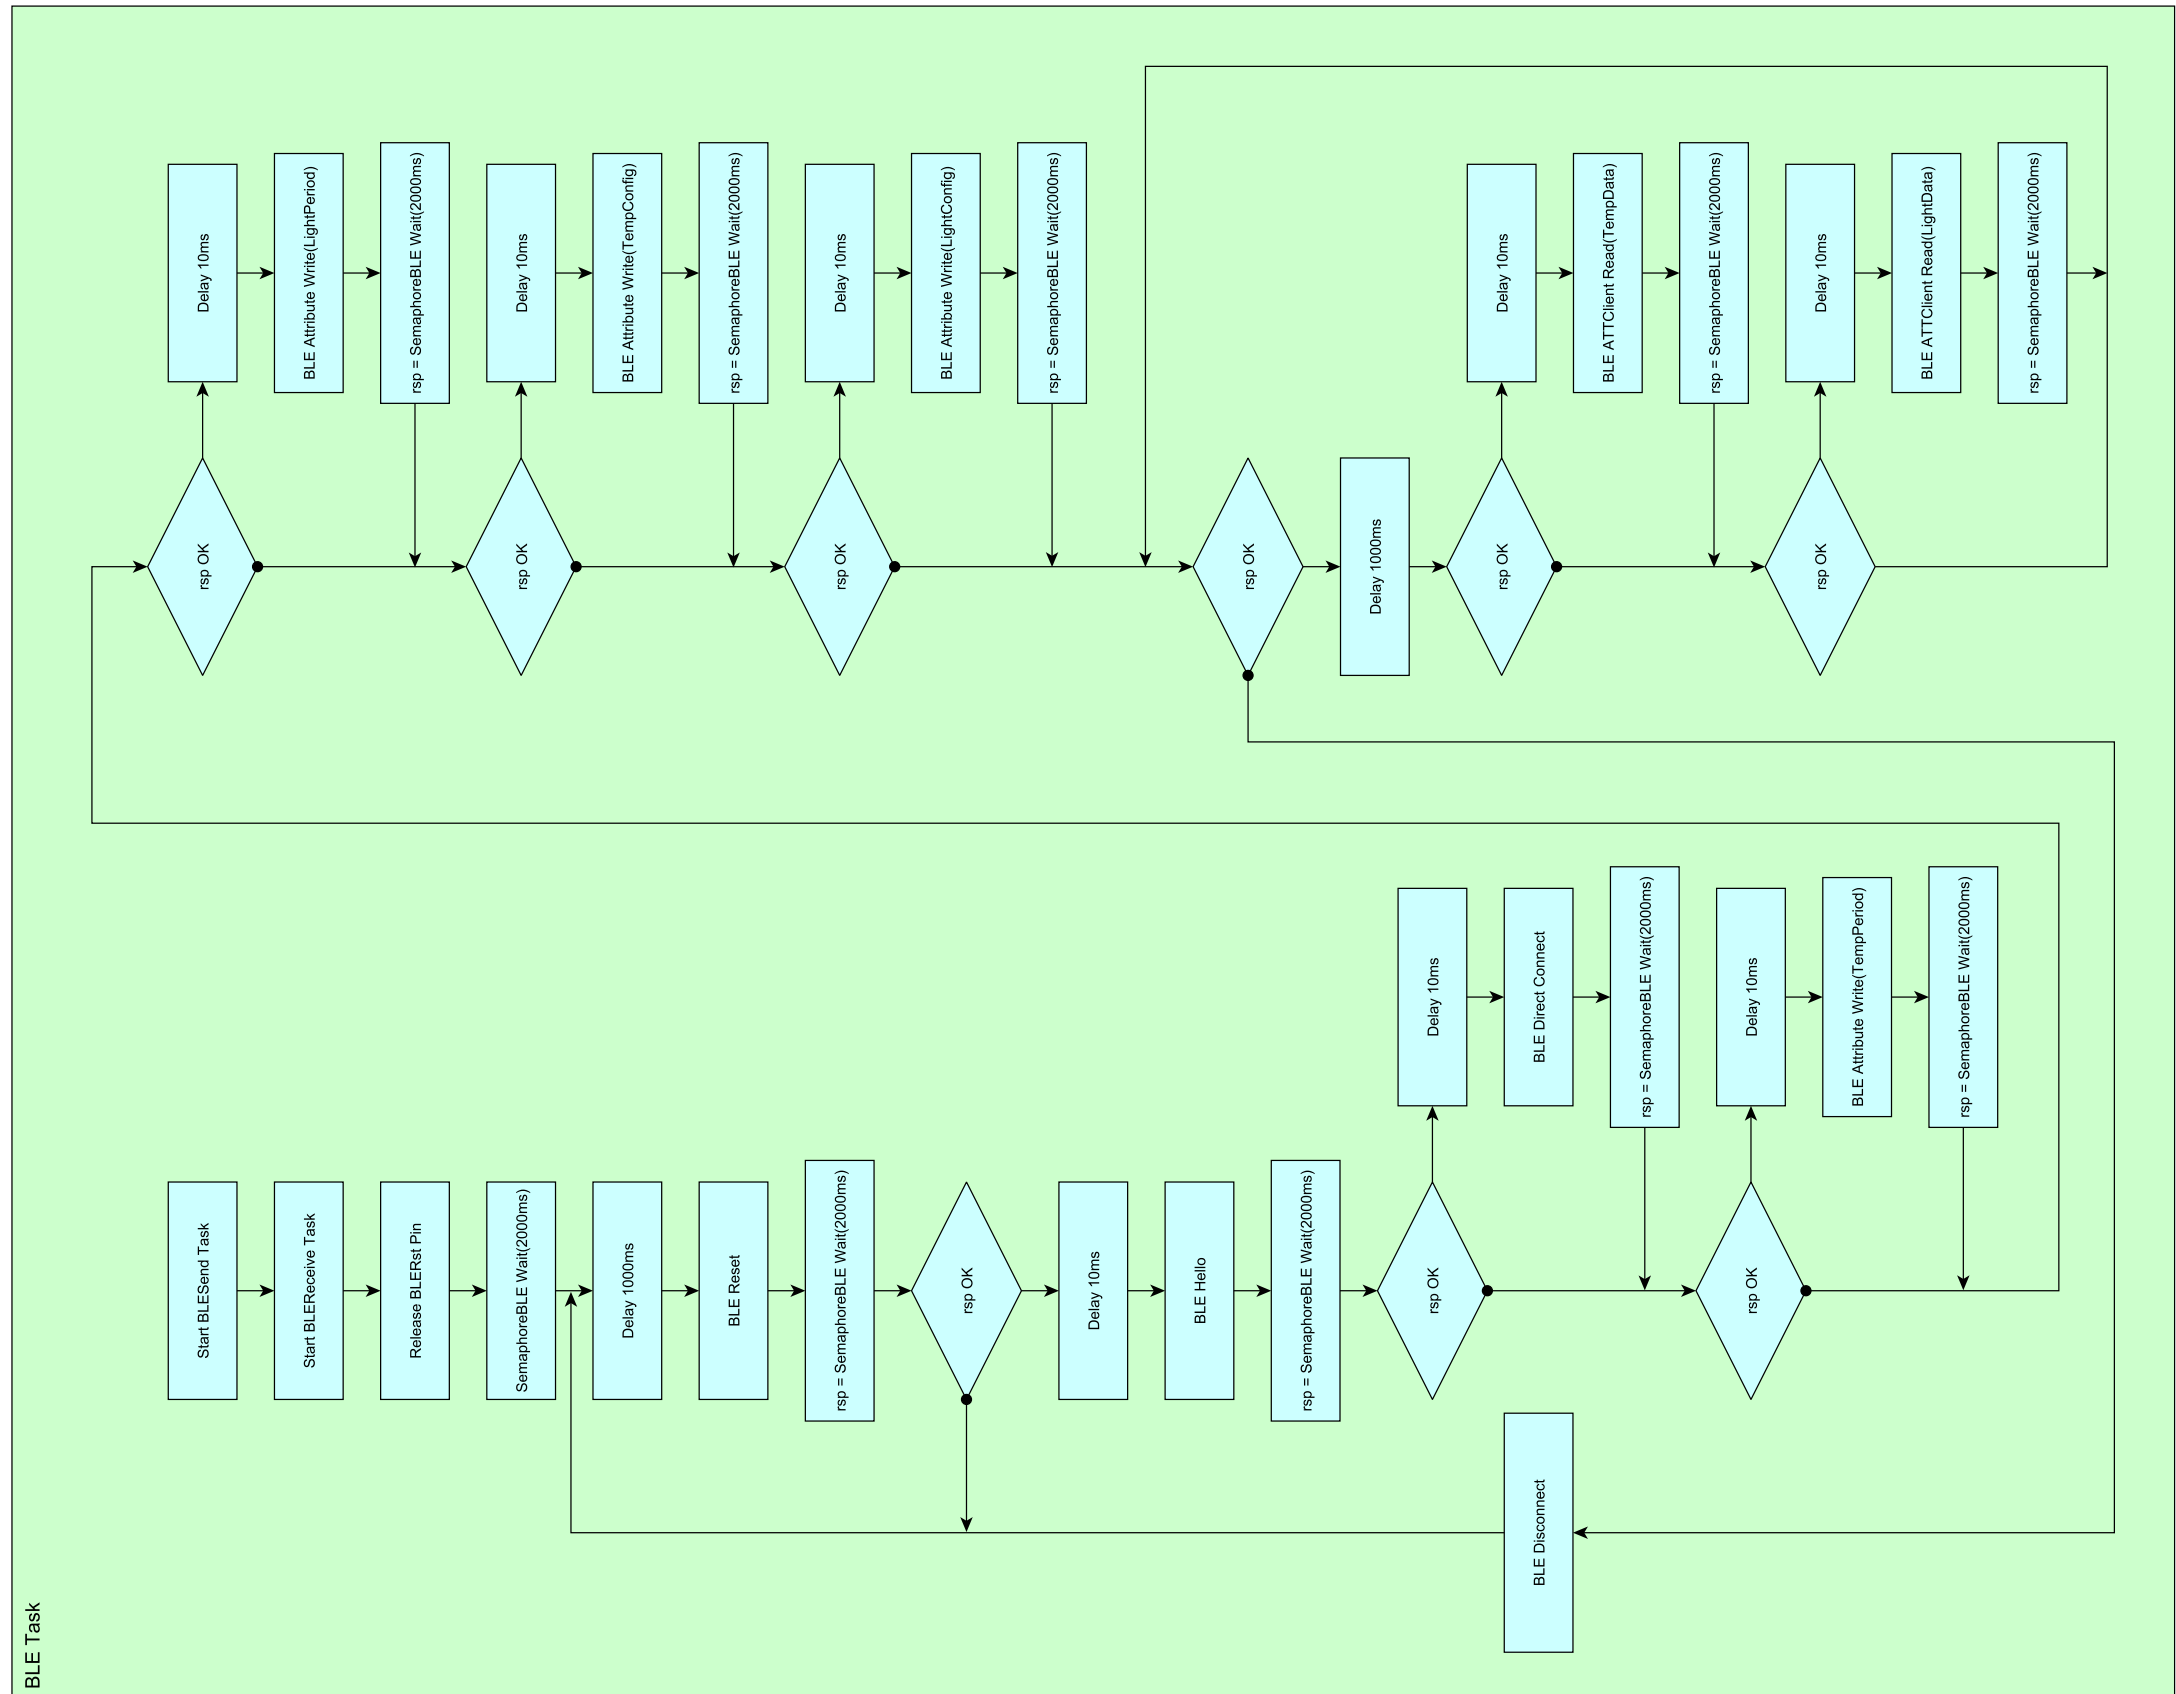 BLE Task
Start BLESend Task
Start BLEReceive Task
Release BLERst Pin
SemaphoreBLE Wait(2000ms)
Delay 1000ms
BLE Reset
rsp = SemaphoreBLE Wait(2000ms)
rsp OK
Delay 10ms
BLE Hello
rsp = SemaphoreBLE Wait(2000ms)
rsp OK
Delay 10ms
BLE Direct Connect
rsp = SemaphoreBLE Wait(2000ms)
rsp OK
Delay 10ms
BLE Attribute Write(TempPeriod)
rsp = SemaphoreBLE Wait(2000ms)
rsp OK
Delay 10ms
BLE Attribute Write(LightPeriod)
rsp = SemaphoreBLE Wait(2000ms)
rsp OK
Delay 10ms
BLE Attribute Write(TempConfig)
rsp = SemaphoreBLE Wait(2000ms)
rsp OK
Delay 10ms
BLE Attribute Write(LightConfig)
rsp = SemaphoreBLE Wait(2000ms)
rsp OK
Delay 1000ms
rsp OK
Delay 10ms
BLE ATTClient Read(TempData)
rsp = SemaphoreBLE Wait(2000ms)
rsp OK
Delay 10ms
BLE ATTClient Read(LightData)
rsp = SemaphoreBLE Wait(2000ms)
BLE Disconnect